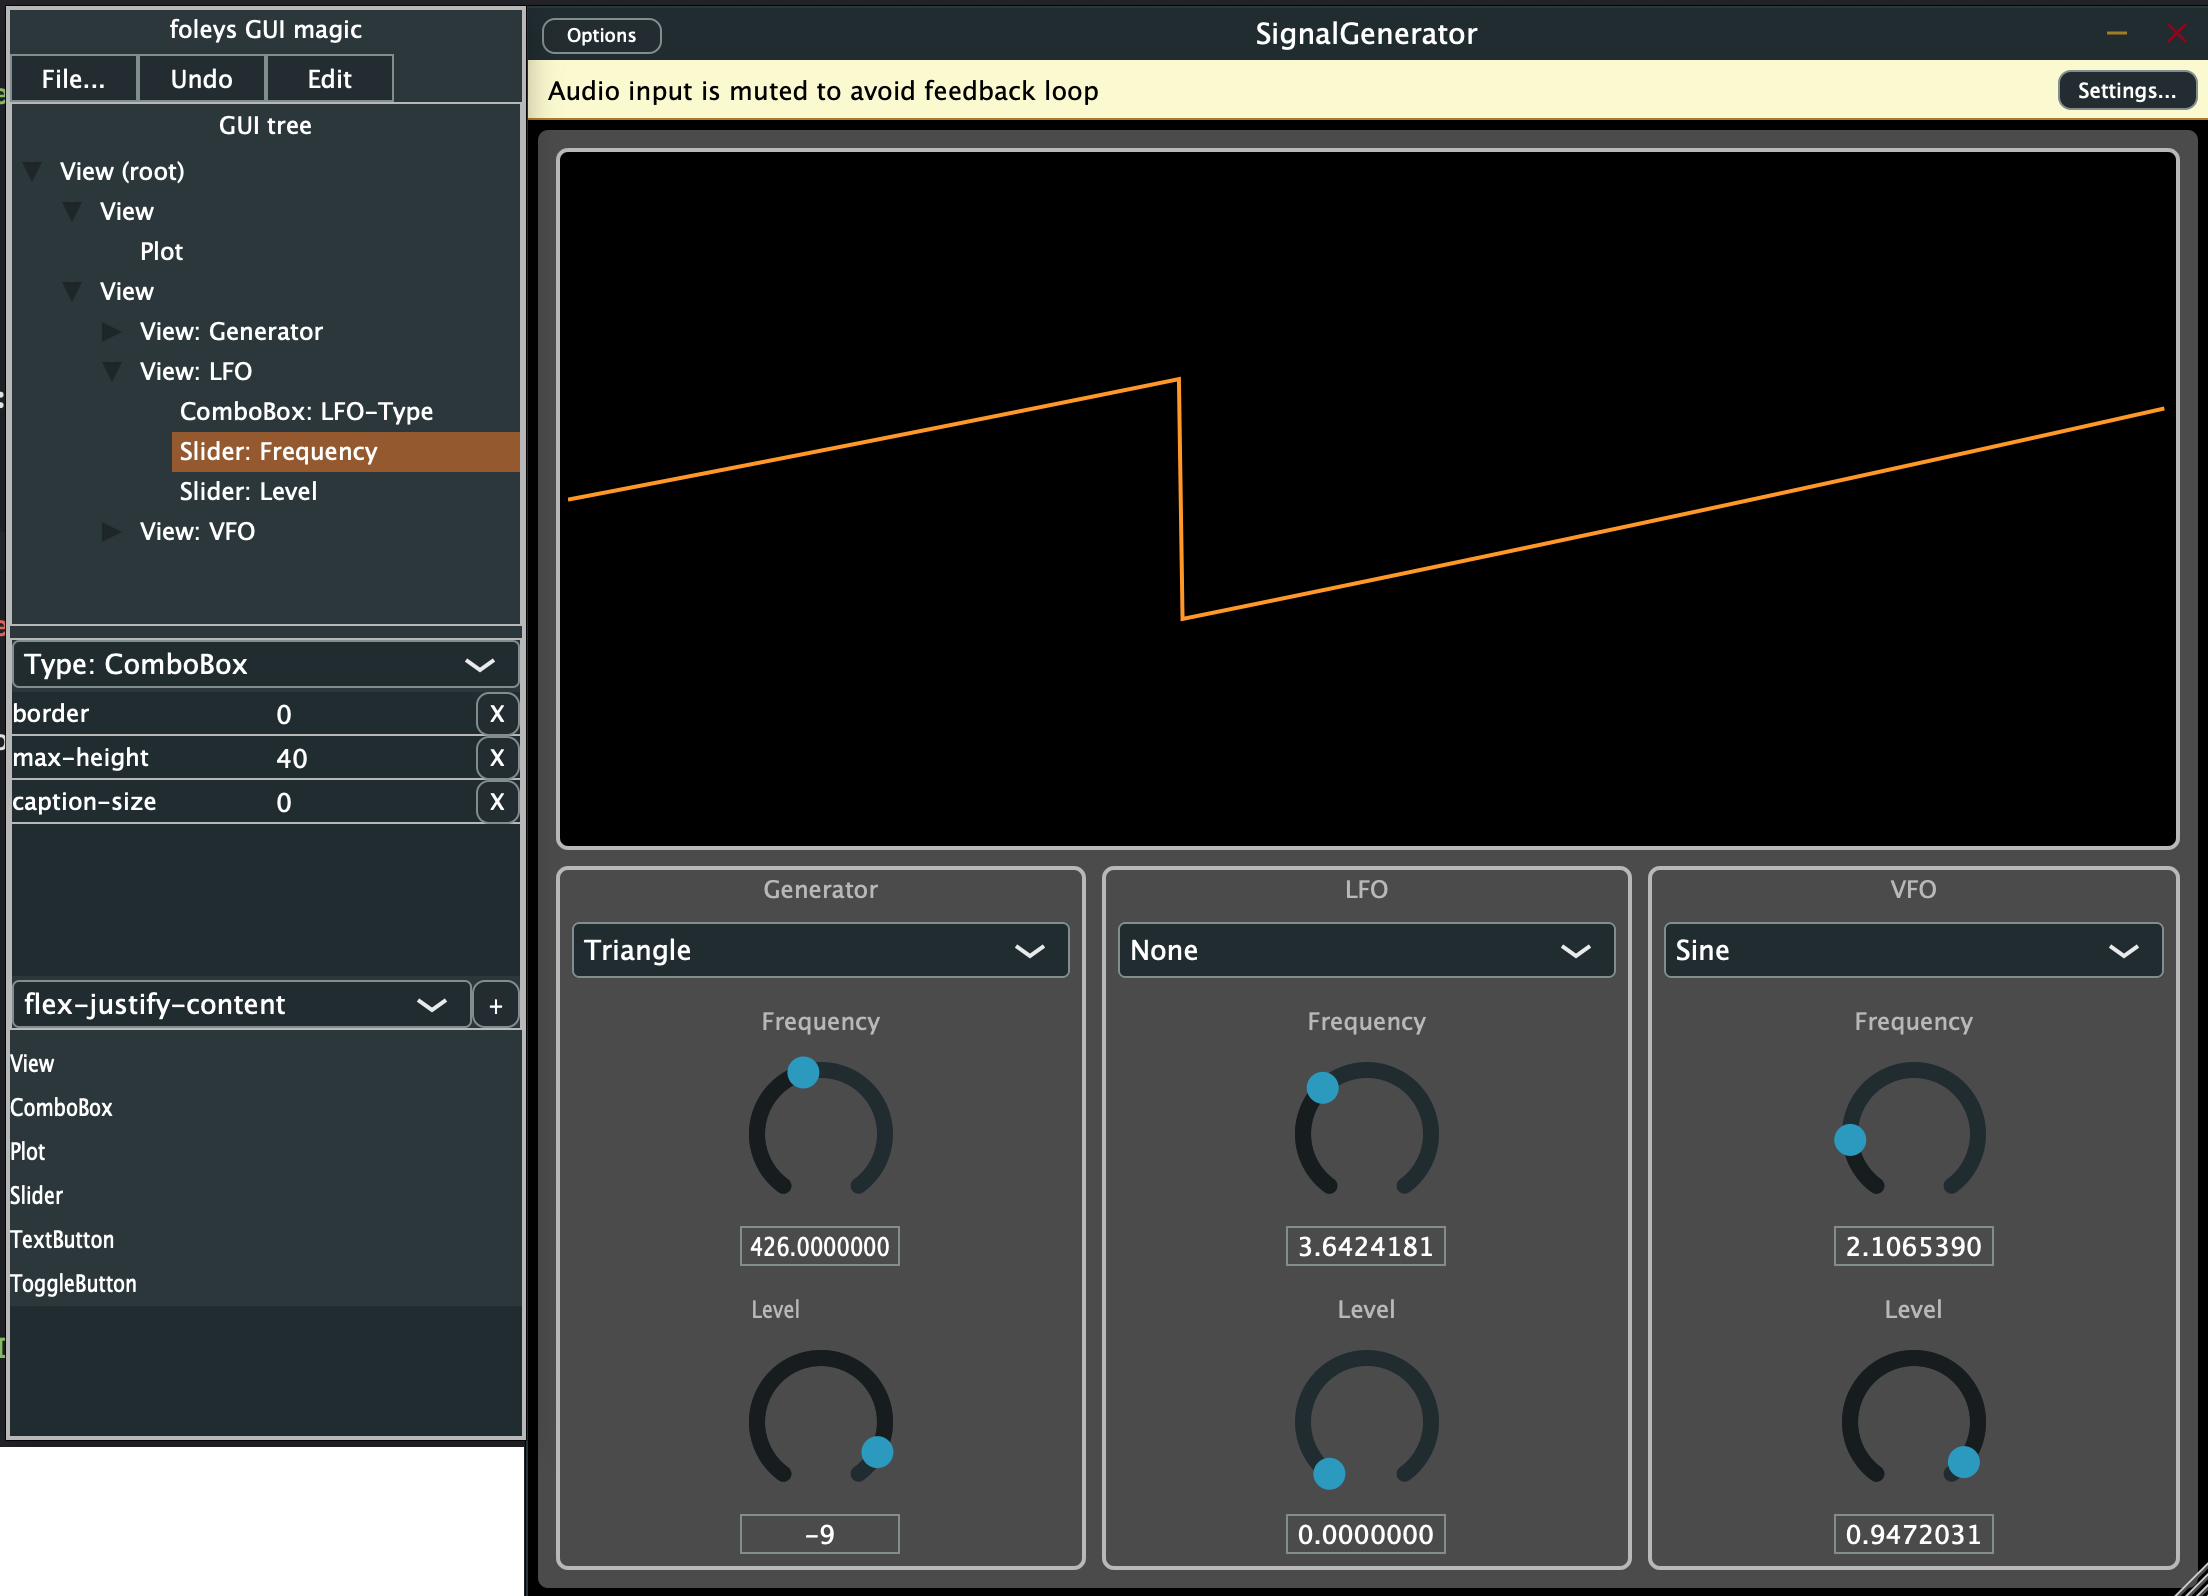 foleys GUI magic
File...
Undo
Edit
GUI tree
View (root)
View
Plot
View
View: Generator
View: LFO
ComboBox: LFO-Type
Slider: Frequency
Slider: Level
View: VFO
Type: ComboBox
border 0 X
max-height 40 X
caption-size 0 X
flex-justify-content +
View
ComboBox
Plot
Slider
TextButton
ToggleButton
Options
SignalGenerator
Audio input is muted to avoid feedback loop
Settings...
Generator
Triangle
Frequency
426.0000000
Level
-9
LFO
None
Frequency
3.6424181
Level
0.0000000
VFO
Sine
Frequency
2.1065390
Level
0.9472031